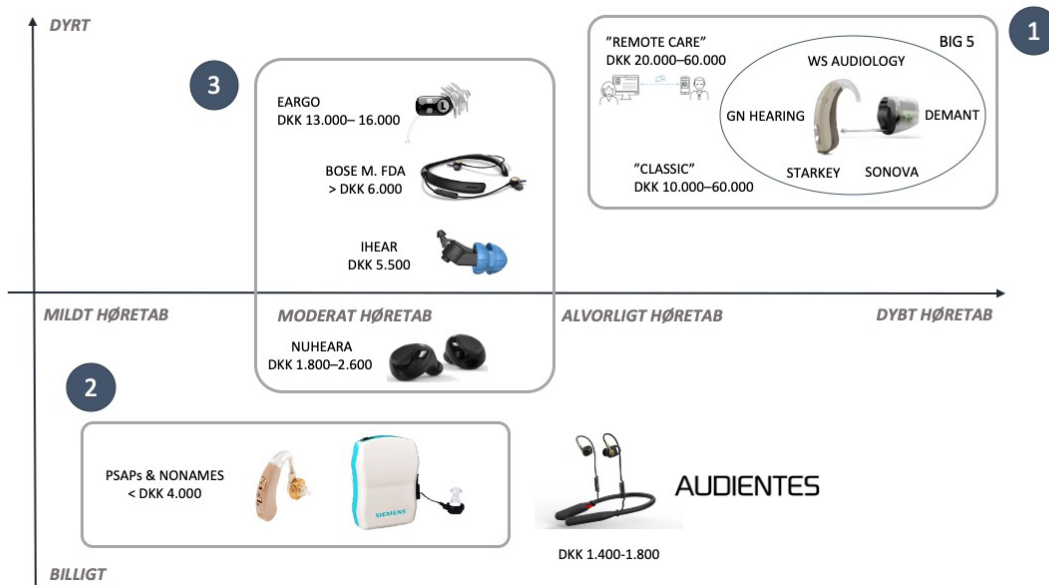 DYRT
1
"REMOTE CARE"
DKK 20.000–60.000
BIG 5
WS AUDIOLOGY
GN HEARING
DEMANT
STARKEY
SONOVA
"CLASSIC"
DKK 10.000–60.000
3
EARGO
DKK 13.000– 16.000
L
BOSE M. FDA
> DKK 6.000
IHEAR
DKK 5.500
MILDT HØRETAB
MODERAT HØRETAB
ALVORLIGT HØRETAB
DYBT HØRETAB
NUHEARA
DKK 1.800–2.600
2
PSAPs & NONAMES
< DKK 4.000
SIEMENS
AUDIENTES
DKK 1.400-1.800
BILLIGT